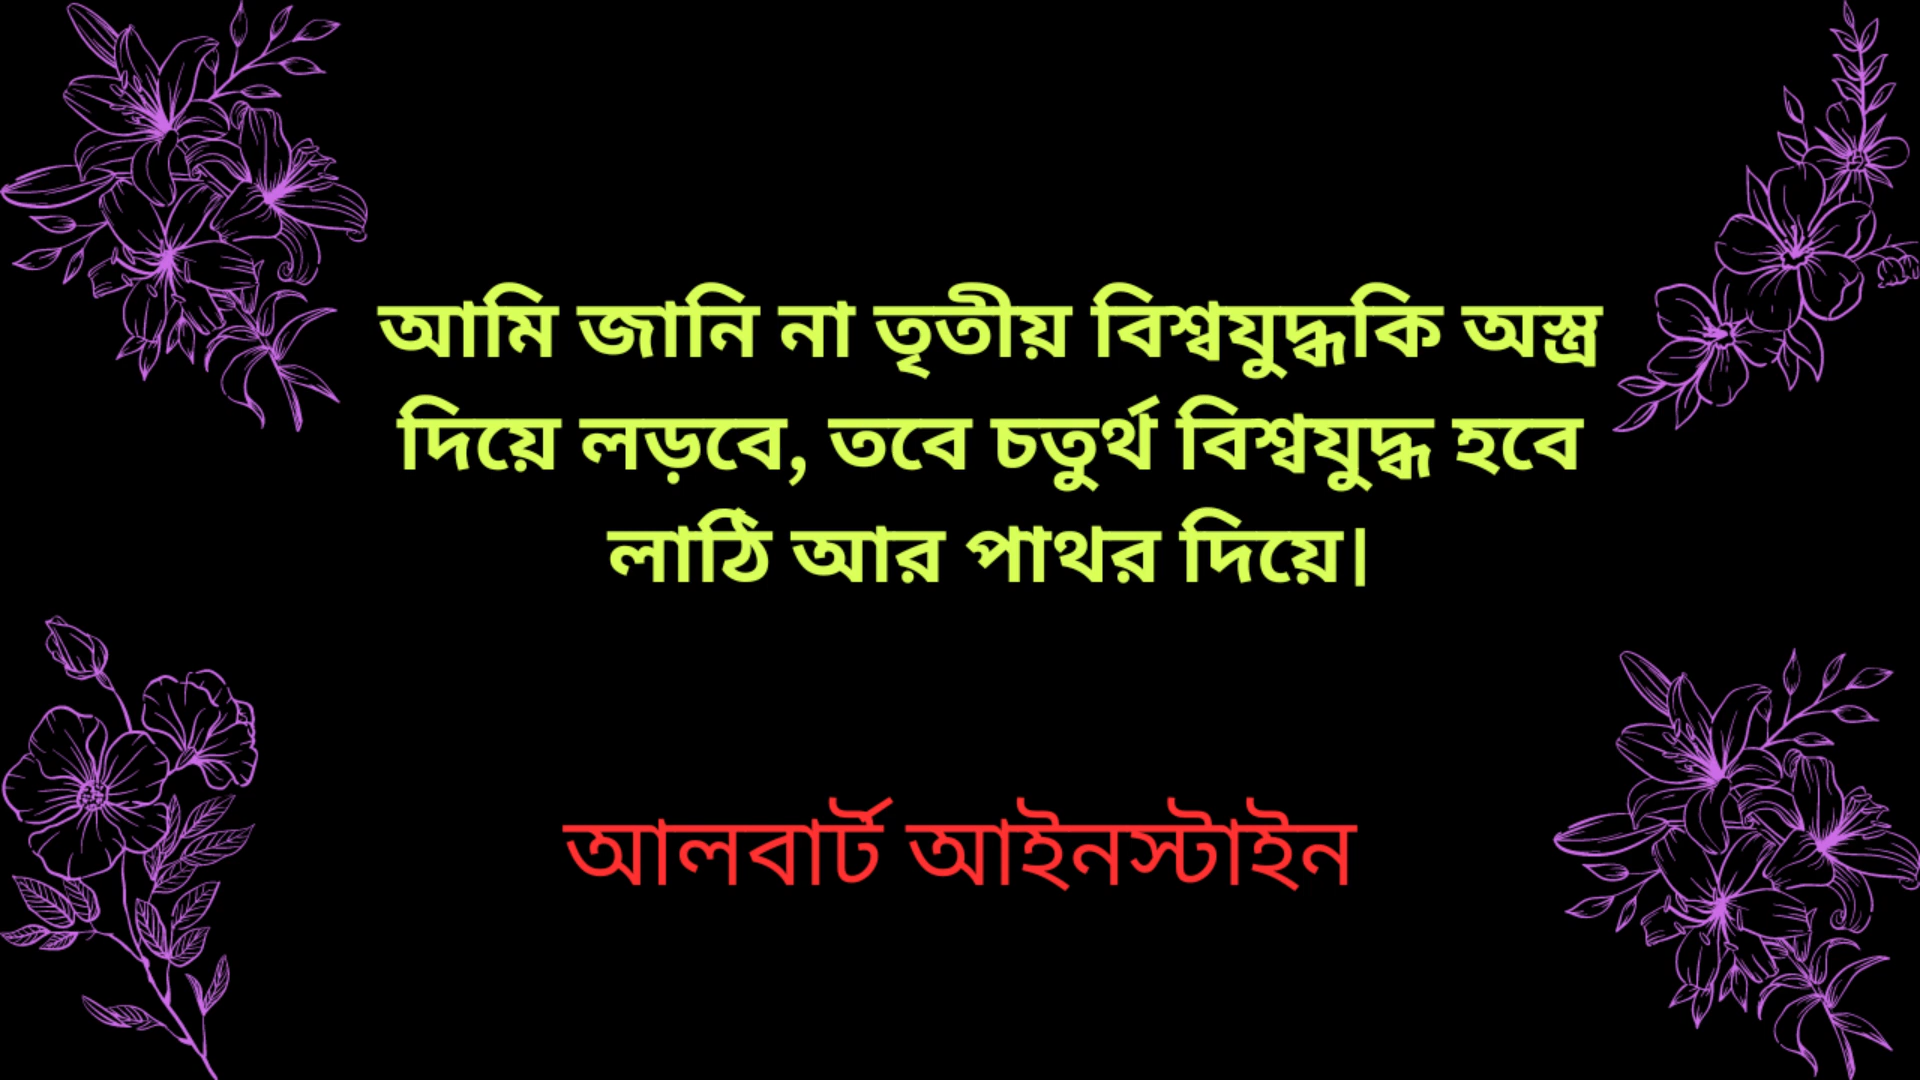 আমি জানি না তৃতীয় বিশ্বযুদ্ধকি অস্ত্র
দিয়ে লড়বে, তবে চতুর্থ বিশ্বযুদ্ধ হবে
লাঠি আর পাথর দিয়ে।
আলবার্ট আইনস্টাইন